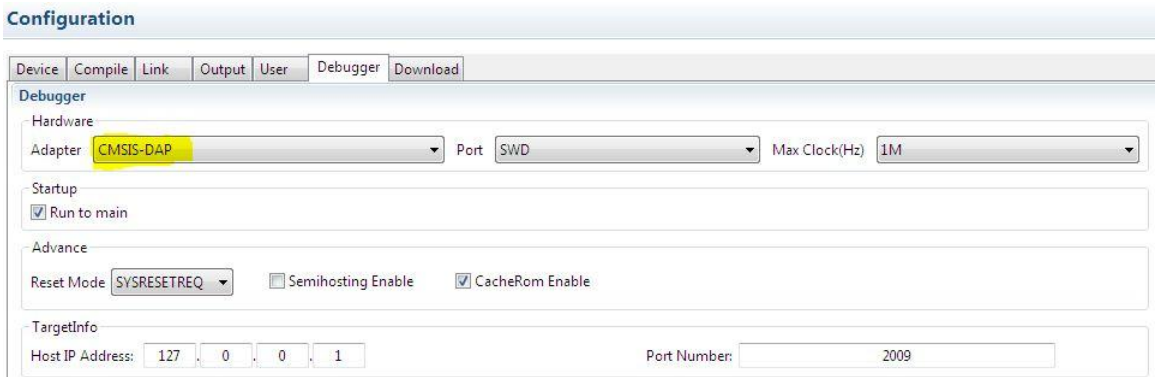 Configuration
Device Compile Link Output User Debugger Download
Debugger
Hardware
Adapter CMSIS-DAP Port SWD Max Clock(Hz) 1M
Startup
Run to main
Advance
Reset Mode SYSRESETREQ Semihosting Enable CacheRom Enable
TargetInfo
Host IP Address: 127 . 0 . 0 . 1 Port Number: 2009